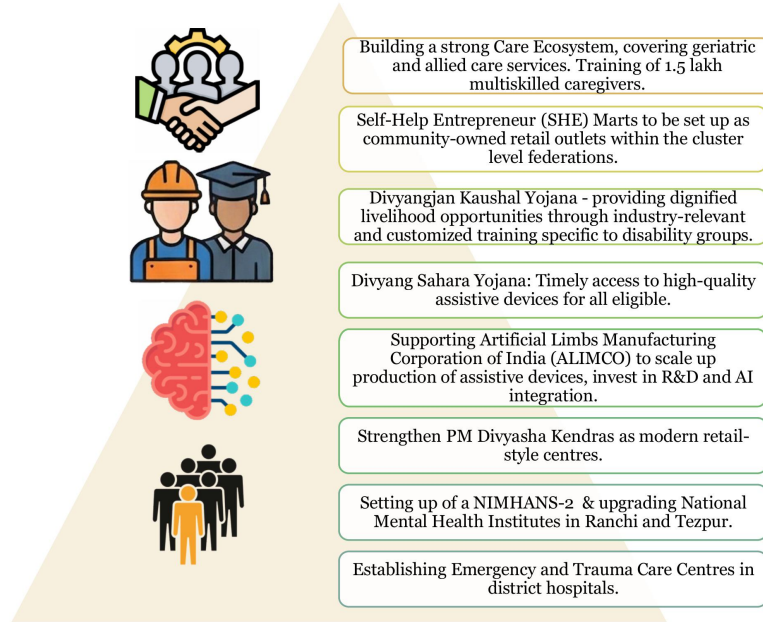 Building a strong Care Ecosystem, covering geriatric
and allied care services. Training of 1.5 lakh
multiskilled caregivers.
Self-Help Entrepreneur (SHE) Marts to be set up as
community-owned retail outlets within the cluster
level federations.
Divyangjan Kaushal Yojana - providing dignified
livelihood opportunities through industry-relevant
and customized training specific to disability groups.
Divyang Sahara Yojana: Timely access to high-quality
assistive devices for all eligible.
Supporting Artificial Limbs Manufacturing
Corporation of India (ALIMCO) to scale up
production of assistive devices, invest in R&D and AI
integration.
Strengthen PM Divyasha Kendras as modern retail-
style centres.
Setting up of a NIMHANS-2 & upgrading National
Mental Health Institutes in Ranchi and Tezpur.
Establishing Emergency and Trauma Care Centres in
district hospitals.